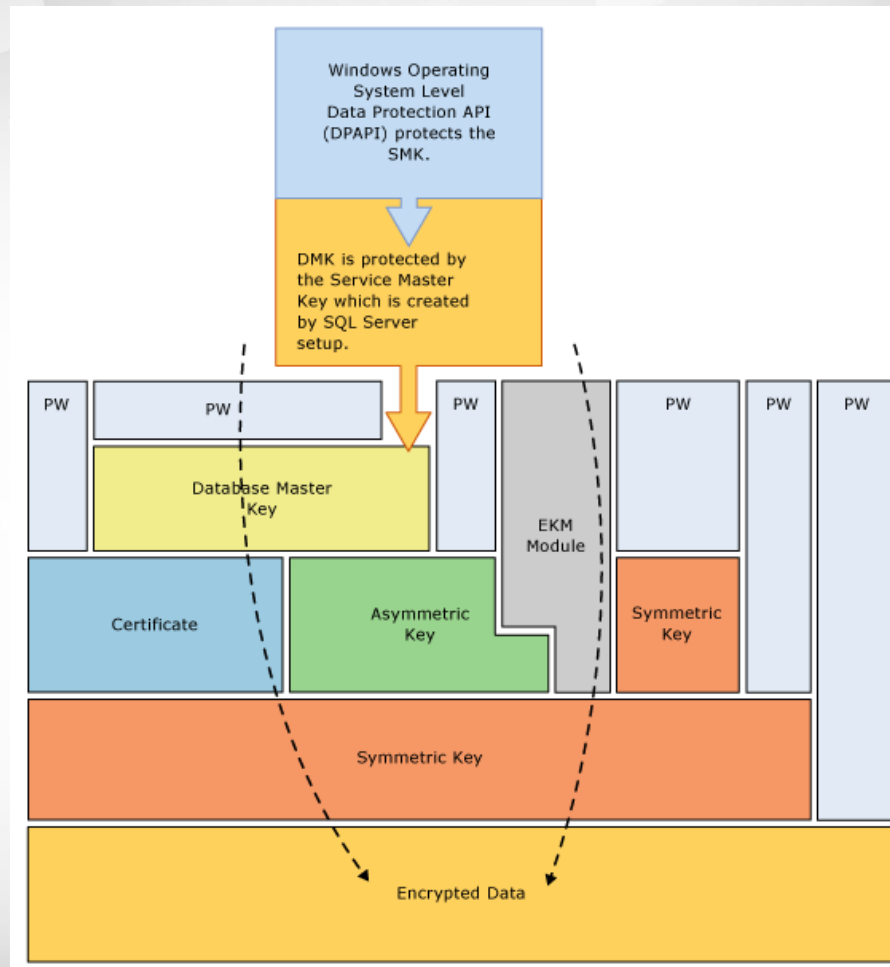 Windows Operating
System Level
Data Protection API
(DPAPI) protects the
SMK.
DMK is protected by
the Service Master
Key which is created
by SQL Server
setup.
PW
PW
PW
PW
PW
PW
Database Master
Key
EKM
Module
Certificate
Asymmetric
Key
Symmetric
Key
Symmetric Key
Encrypted Data